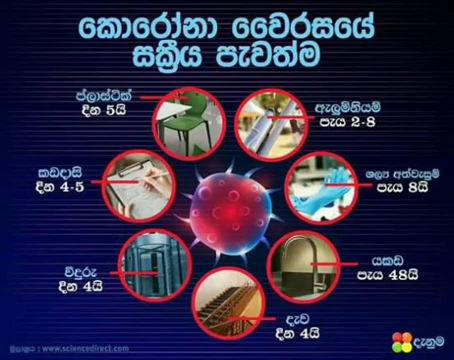 කොරෝනා වෛරසයේ
සක්‍රීය පැවත්ම
ප්ලාස්ටික්
දින 5යි
ඇලුමිනියම්
පැය 2-8
කඩදාසි
දින 4-5
ශල්‍ය අත්වැසුම්
පැය 8යි
වීදුරු
දින 4යි
යකඩ
පැය 48යි
දැව
දින 4යි
මූලාශ්‍රය : www.sciencedirect.com
දැනුම